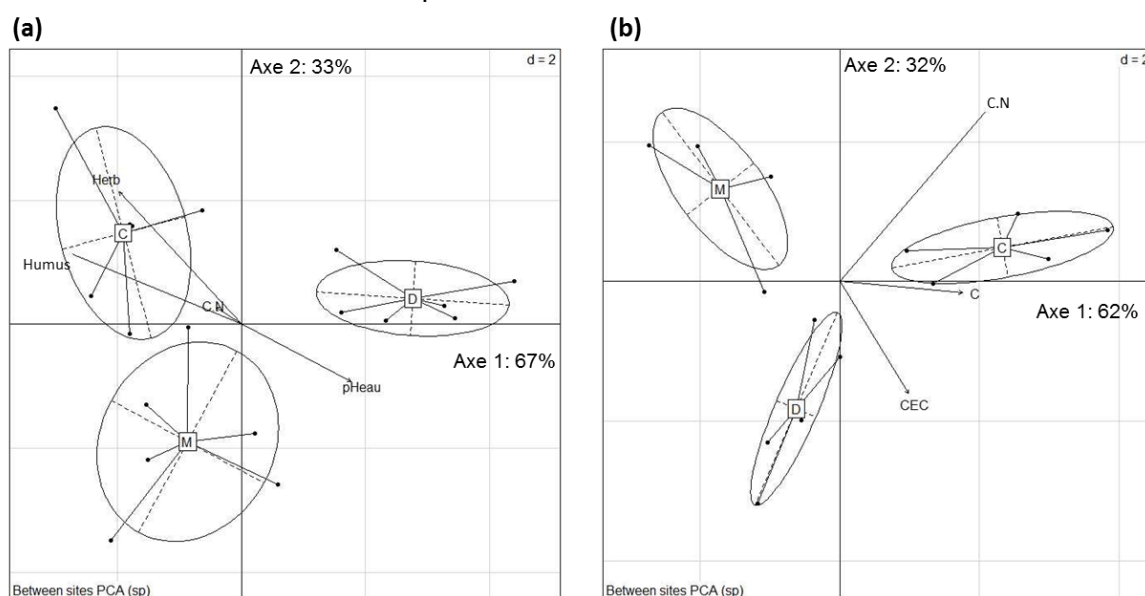 (a)
Axe 2: 33%
d = 2
Herb
C
Humus
C.N
D
Axe 1: 67%
pHeau
M
Between sites PCA (sp)
(b)
Axe 2: 32%
d = 2
C.N
M
C
C
Axe 1: 62%
CEC
D
Between sites PCA (sp)